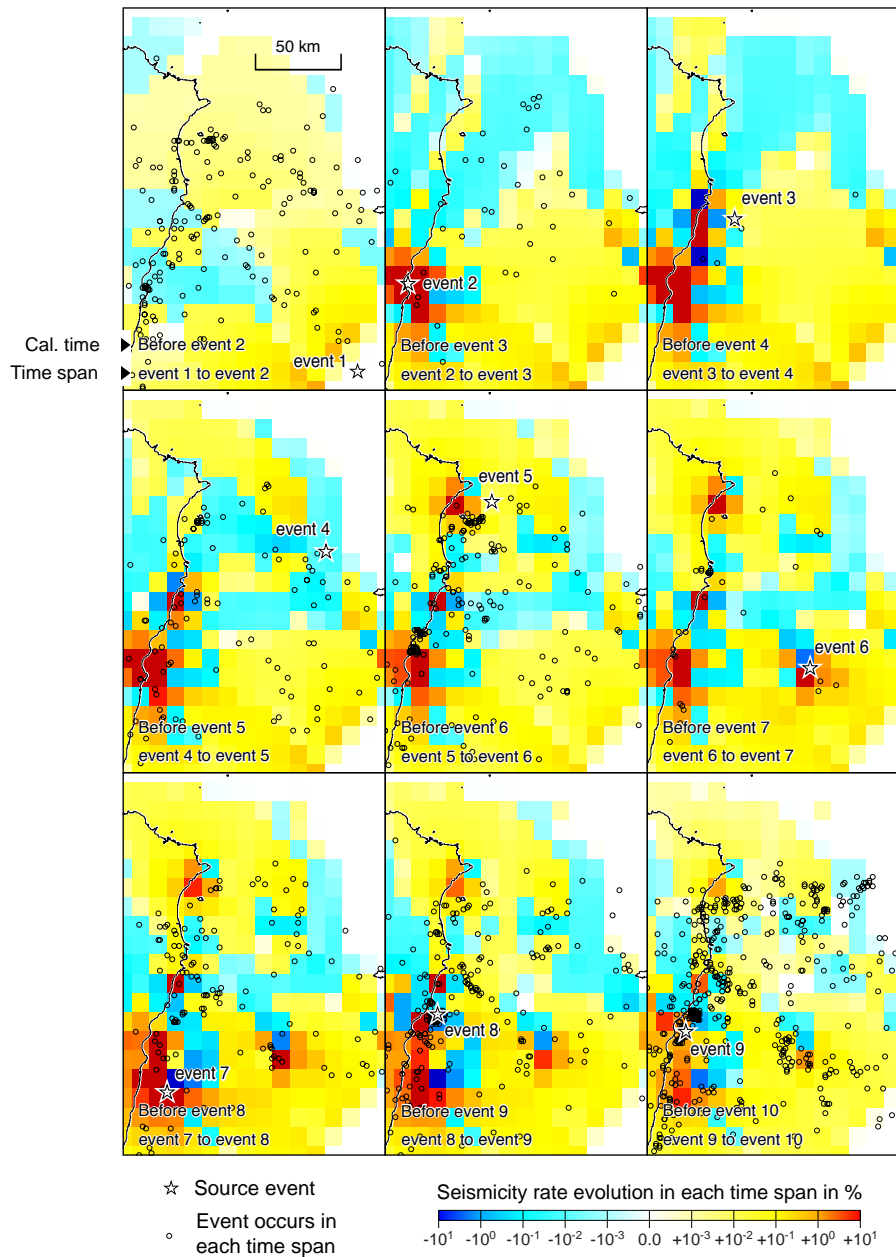 50 km
event 2
event 3
Cal. time
Before event 2
Before event 3
Before event 4
Time span
event 1
event 1 to event 2
event 2 to event 3
event 3 to event 4
event 4
event 5
event 6
Before event 5
Before event 6
Before event 7
event 4 to event 5
event 5 to event 6
event 6 to event 7
event 7
event 8
event 9
Before event 8
Before event 9
Before event 10
event 7 to event 8
event 8 to event 9
event 9 to event 10
Source event
Event occurs in
each time span
Seismicity rate evolution in each time span in %
-10¹ -10⁰ -10⁻¹ -10⁻² -10⁻³ 0.0 +10⁻³ +10⁻² +10⁻¹ +10⁰ +10¹